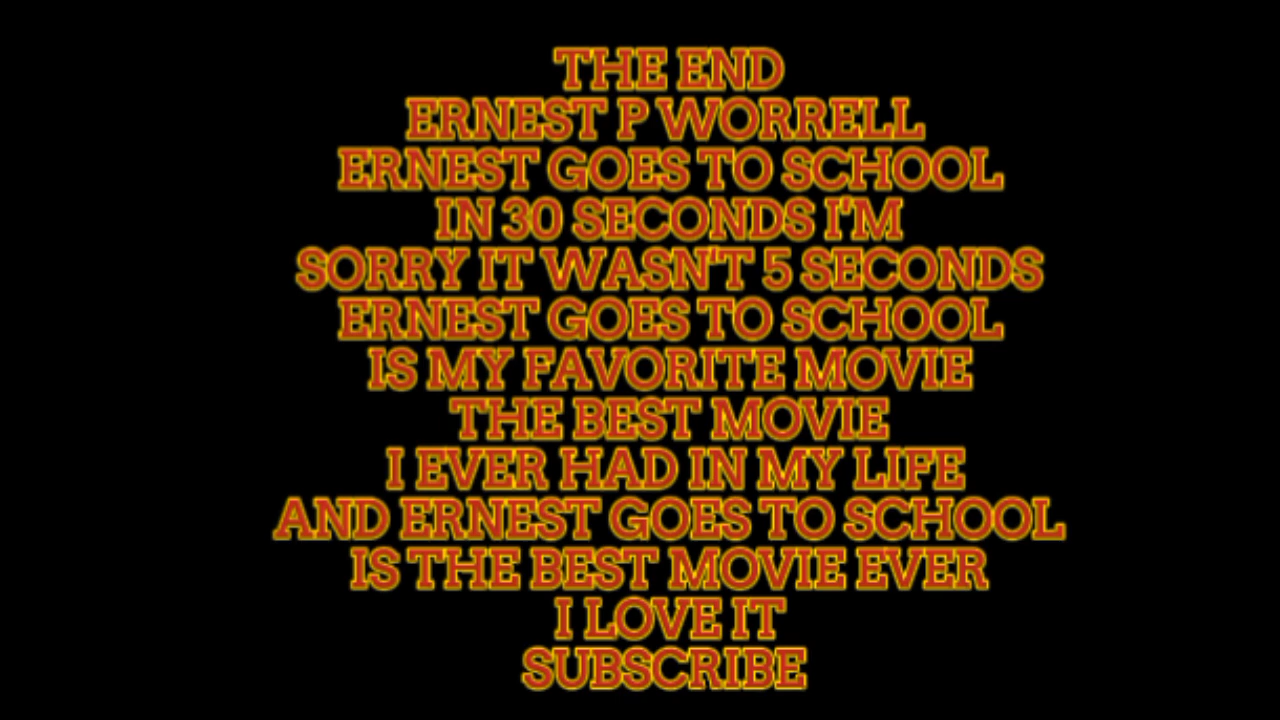 THE END
ERNEST P WORRELL
ERNEST GOES TO SCHOOL
IN 30 SECONDS I'M
SORRY IT WASN'T 5 SECONDS
ERNEST GOES TO SCHOOL
IS MY FAVORITE MOVIE
THE BEST MOVIE
I EVER HAD IN MY LIFE
AND ERNEST GOES TO SCHOOL
IS THE BEST MOVIE EVER
I LOVE IT
SUBSCRIBE